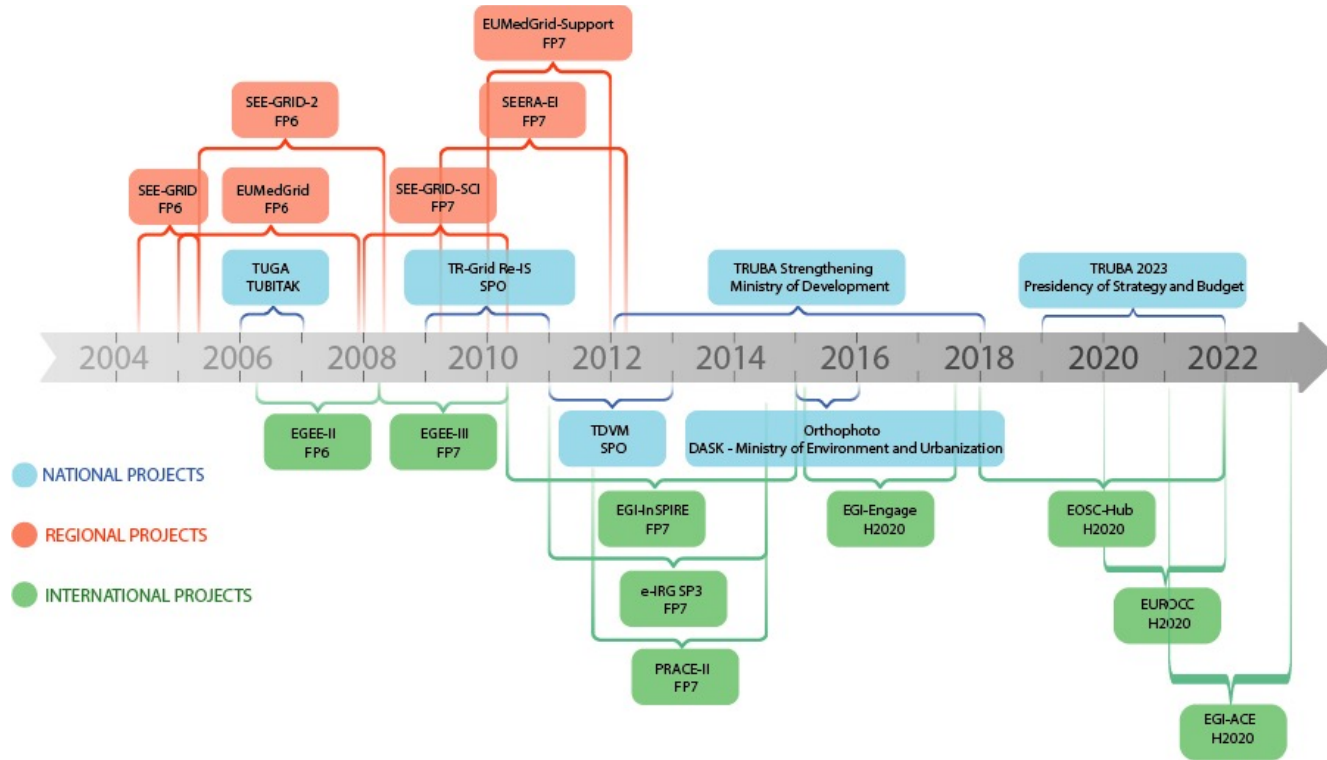 EUMedGrid-Support
FP7
SEE-GRID-2
FP6
SEERA-EI
FP7
SEE-GRID
FP6
EUMedGrid
FP6
SEE-GRID-SCI
FP7
TUGA
TUBITAK
TR-Grid Re-IS
SPO
TRUBA Strengthening
Ministry of Development
TRUBA 2023
Presidency of Strategy and Budget
2004 2006 2008 2010 2012 2014 2016 2018 2020 2022
EGEE-II
FP6
EGEE-III
FP7
TDVM
SPO
Orthophoto
DASK - Ministry of Environment and Urbanization
NATIONAL PROJECTS
REGIONAL PROJECTS
INTERNATIONAL PROJECTS
EGI-InSPIRE
FP7
EGI-Engage
H2020
EOSC-Hub
H2020
e-IRG SP3
FP7
EUROCC
H2020
PRACE-II
FP7
EGI-ACE
H2020